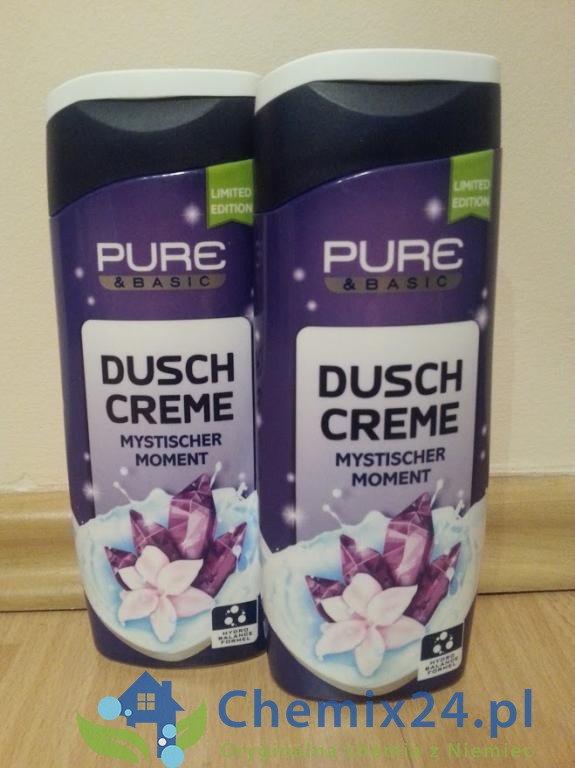 LIMITED
EDITION
PURE
& BASIC
DUSCH
CREME
MYSTISCHER
MOMENT
HYDRO
BALANCE
FORMEL
LIMITED
EDITION
PURE
& BASIC
DUSCH
CREME
MYSTISCHER
MOMENT
HYDRO
BALANCE
FORMEL
Chemix24.pl
Oryginalna chemia z Niemiec